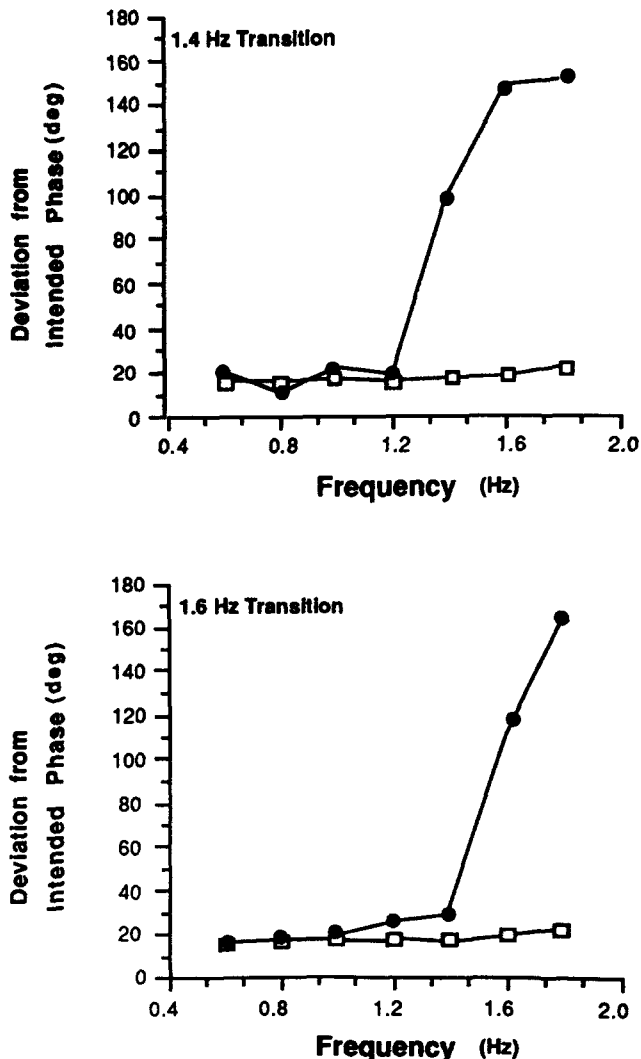 1.4 Hz Transition
Deviation from
Intended Phase (deg)
180
160
140
120
100
80
60
40
20
0
0.4 0.8 1.2 1.6 2.0
Frequency (Hz)
1.6 Hz Transition
Deviation from
Intended Phase (deg)
180
160
140
120
100
80
60
40
20
0
0.4 0.8 1.2 1.6 2.0
Frequency (Hz)